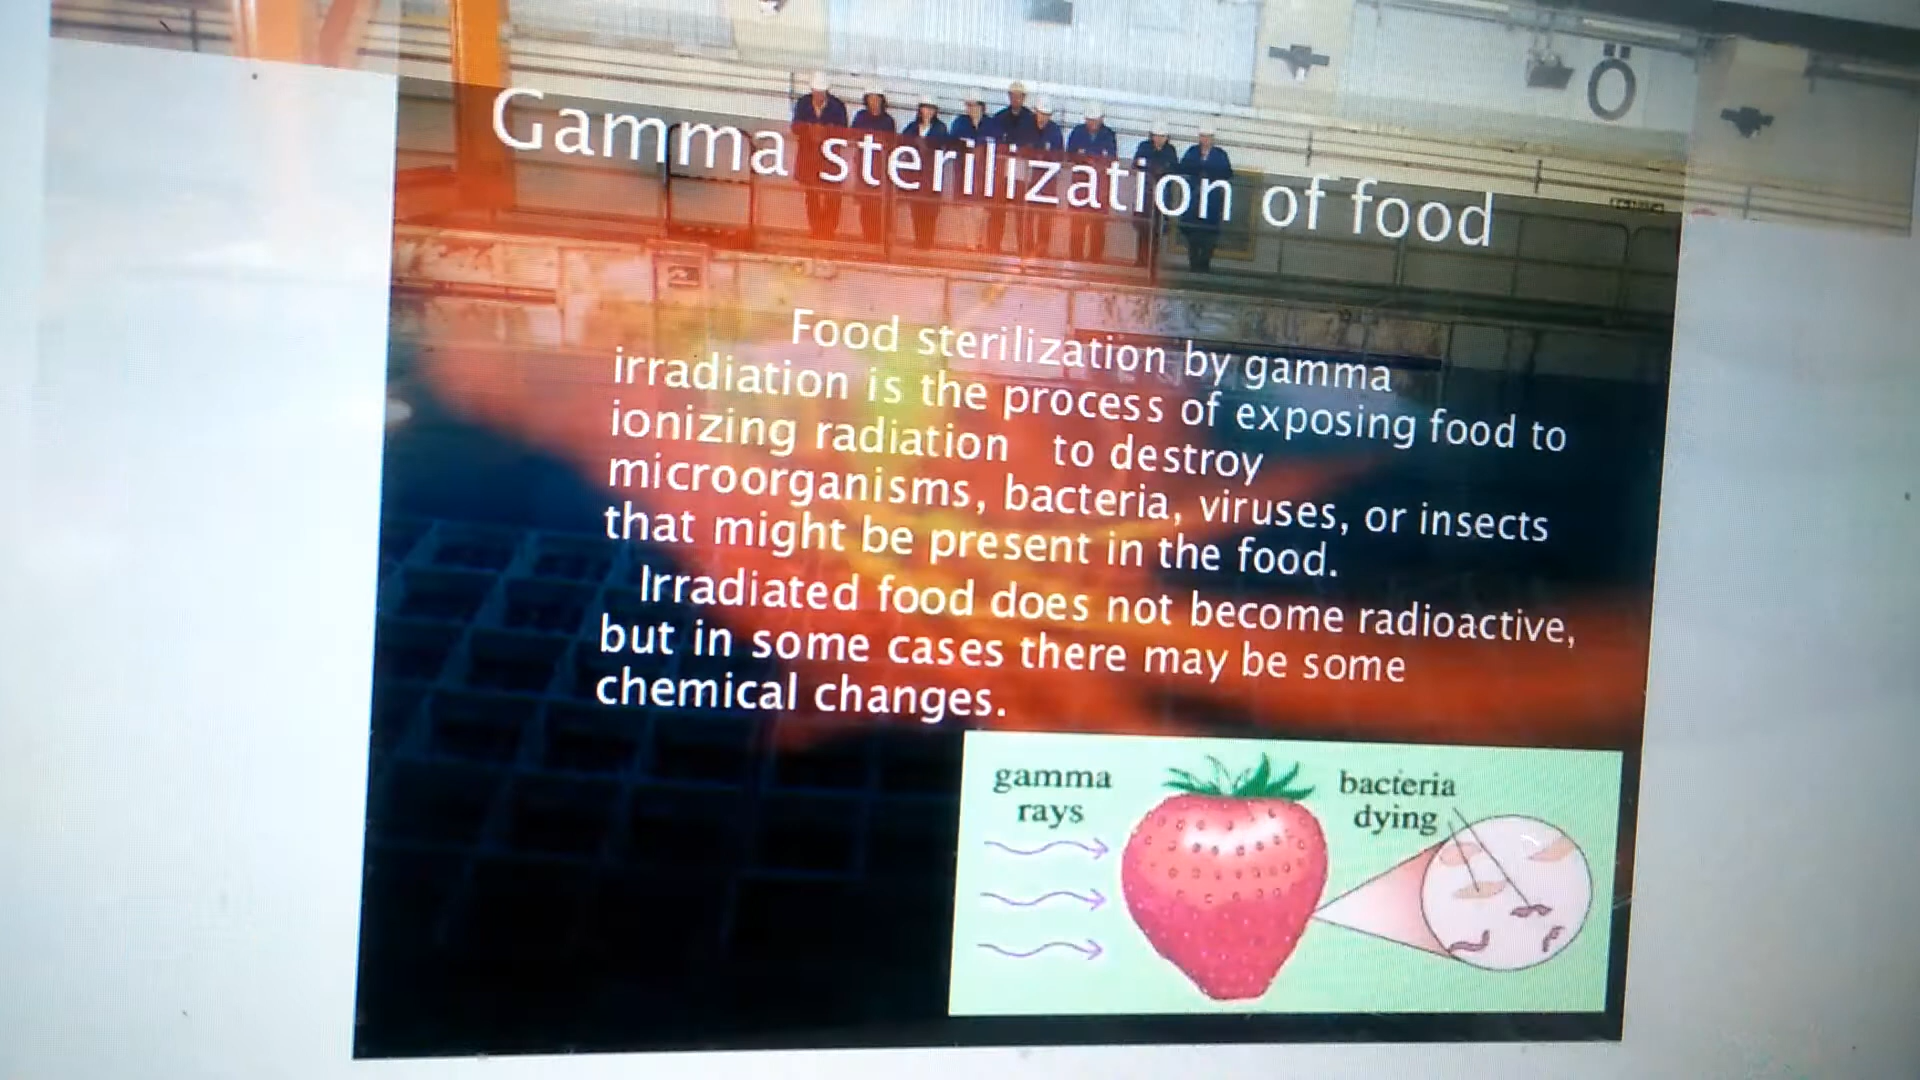 Gamma sterilization of food
Food sterilization by gamma
irradiation is the process of exposing food to
ionizing radiation to destroy
microorganisms, bacteria, viruses, or insects
that might be present in the food.
Irradiated food does not become radioactive,
but in some cases there may be some
chemical changes.
gamma
rays
bacteria
dying